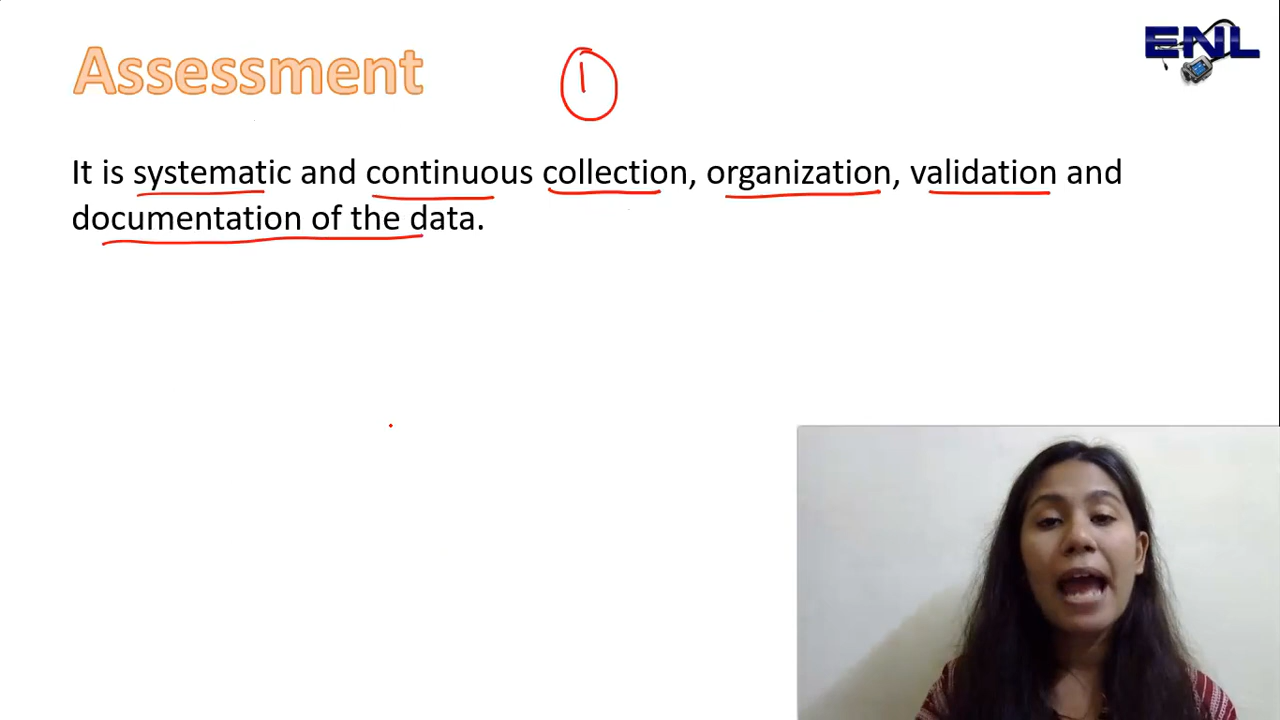 ENL
Assessment
1
It is systematic and continuous collection, organization, validation and
documentation of the data.